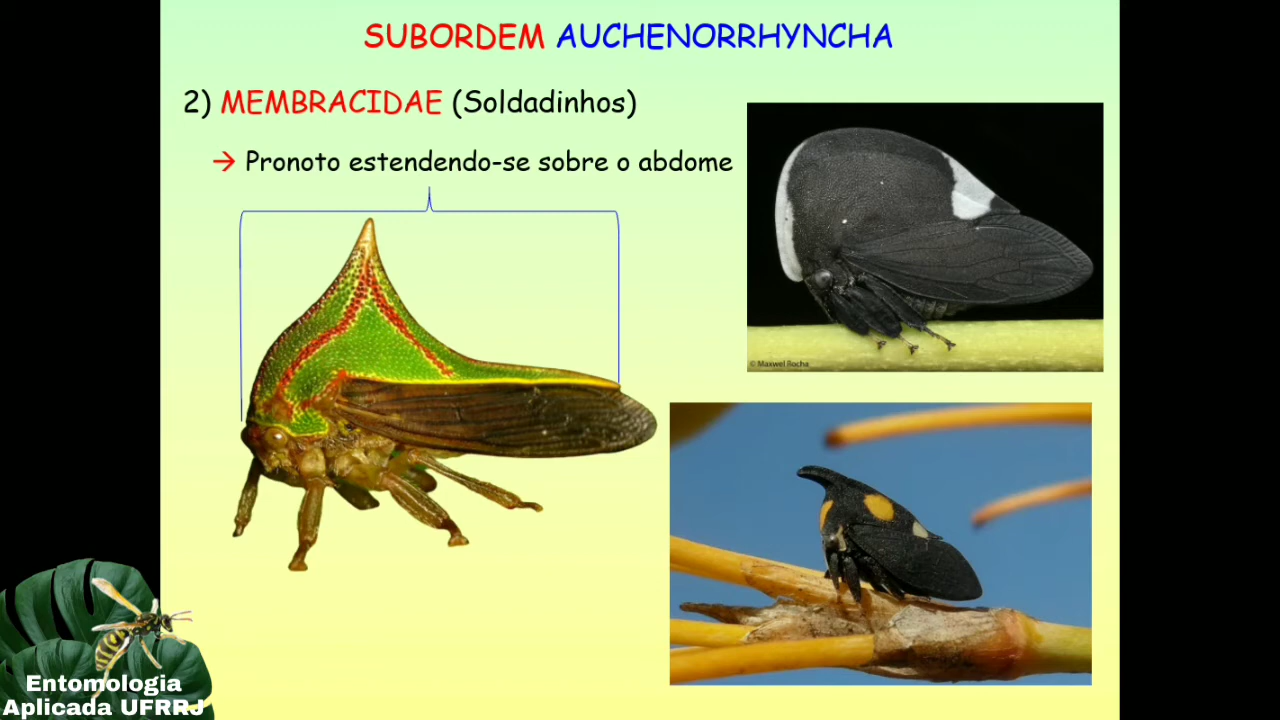 SUBORDEM AUCHENORRHYNCHA
2) MEMBRACIDAE (Soldadinhos)
→ Pronoto estendendo-se sobre o abdome
© Maxwel Rocha
Entomologia
Aplicada UFRRJ